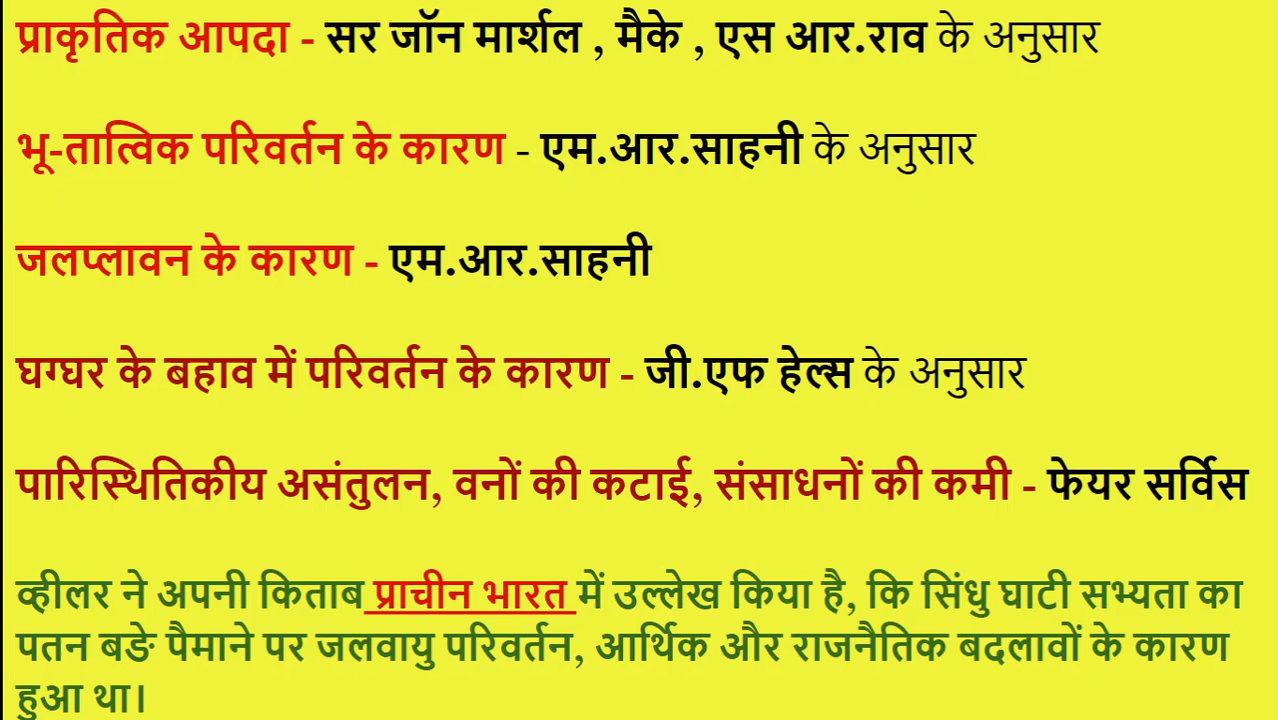 प्राकृतिक आपदा - सर जॉन मार्शल , मैके , एस आर.राव के अनुसार
भू-तात्विक परिवर्तन के कारण - एम.आर.साहनी के अनुसार
जलप्लावन के कारण - एम.आर.साहनी
घग्घर के बहाव में परिवर्तन के कारण - जी.एफ हेल्स के अनुसार
पारिस्थितिकीय असंतुलन, वनों की कटाई, संसाधनों की कमी - फेयर सर्विस
व्हीलर ने अपनी किताब प्राचीन भारत में उल्लेख किया है, कि सिंधु घाटी सभ्यता का
पतन बङे पैमाने पर जलवायु परिवर्तन, आर्थिक और राजनैतिक बदलावों के कारण
हुआ था।